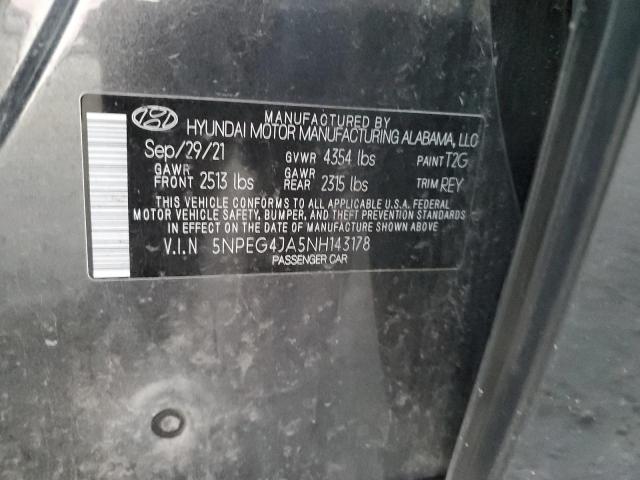 MANUFACTURED BY
HYUNDAI MOTOR MANUFACTURING ALABAMA, LLC
Sep/29/21 GVWR 4354 lbs PAINT T2G
GAWR FRONT 2513 lbs GAWR REAR 2315 lbs TRIM REY
THIS VEHICLE CONFORMS TO ALL APPLICABLE U.S.A. FEDERAL
MOTOR VEHICLE SAFETY, BUMPER, AND THEFT PREVENTION STANDARDS
IN EFFECT ON THE DATE OF MANUFACTURE SHOWN ABOVE
V.I.N 5NPEG4JA5NH143178
PASSENGER CAR